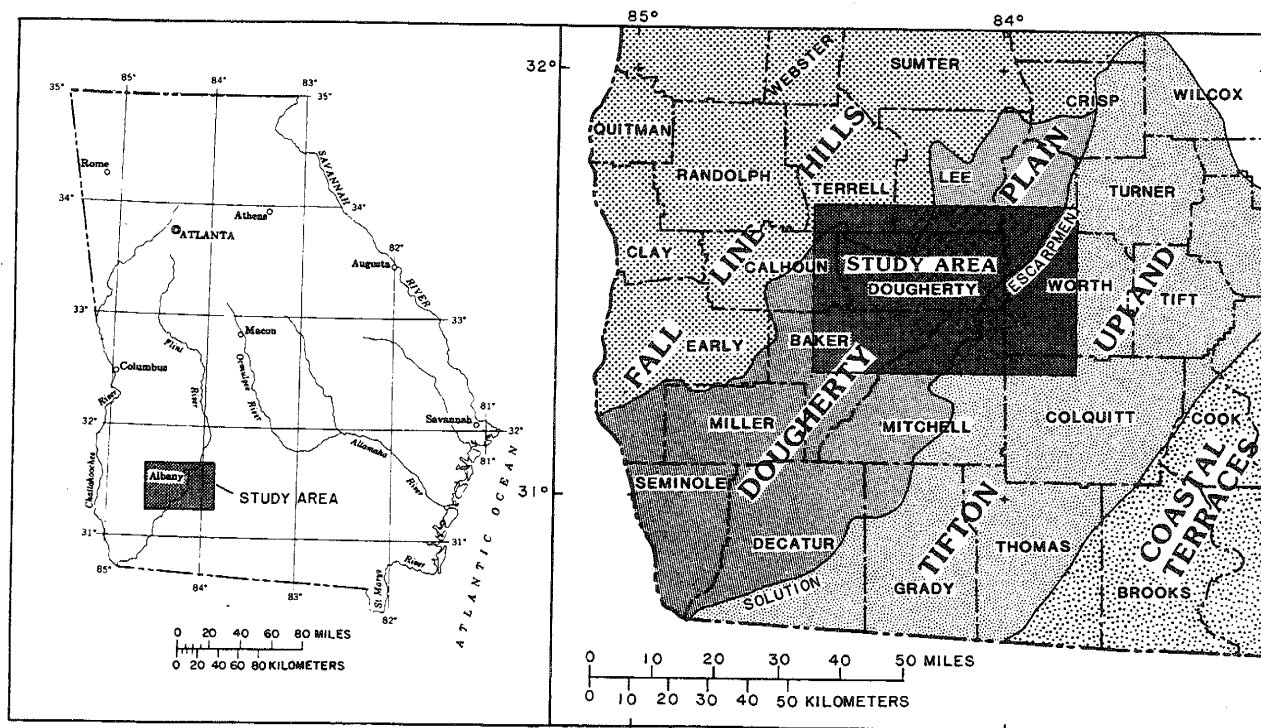 85°
84°
83°
35°
35°
Rome
SAVANNAH
RIVER
34°
34°
Athens
ATLANTA
82°
Augusta
33°
33°
Macon
Flint
River
Ocmulgee
River
Columbus
River
Chattahoochee
Savannah
81°
32°
32°
81°
Altamaha
River
Albany
STUDY AREA
31°
31°
85°
84°
83°
82°
St Marys
River
ATLANTIC OCEAN
0 20 40 60 80 MILES
0 20 40 60 80 KILOMETERS
85°
84°
32°
31°
WEBSTER
SUMTER
CRISP
WILCOX
QUITMAN
RANDOLPH
TERRELL
LEE
TURNER
CLAY
CALHOUN
STUDY AREA
DOUGHERTY
WORTH
TIFT
EARLY
BAKER
MILLER
MITCHELL
COLQUITT
COOK
SEMINOLE
DECATUR
GRADY
THOMAS
BROOKS
FALL LINE HILLS
DOUGHERTY PLAIN
SOLUTION ESCARPMENT
TIFTON UPLAND
COASTAL
TERRACES
0 10 20 30 40 50 MILES
0 10 20 30 40 50 KILOMETERS